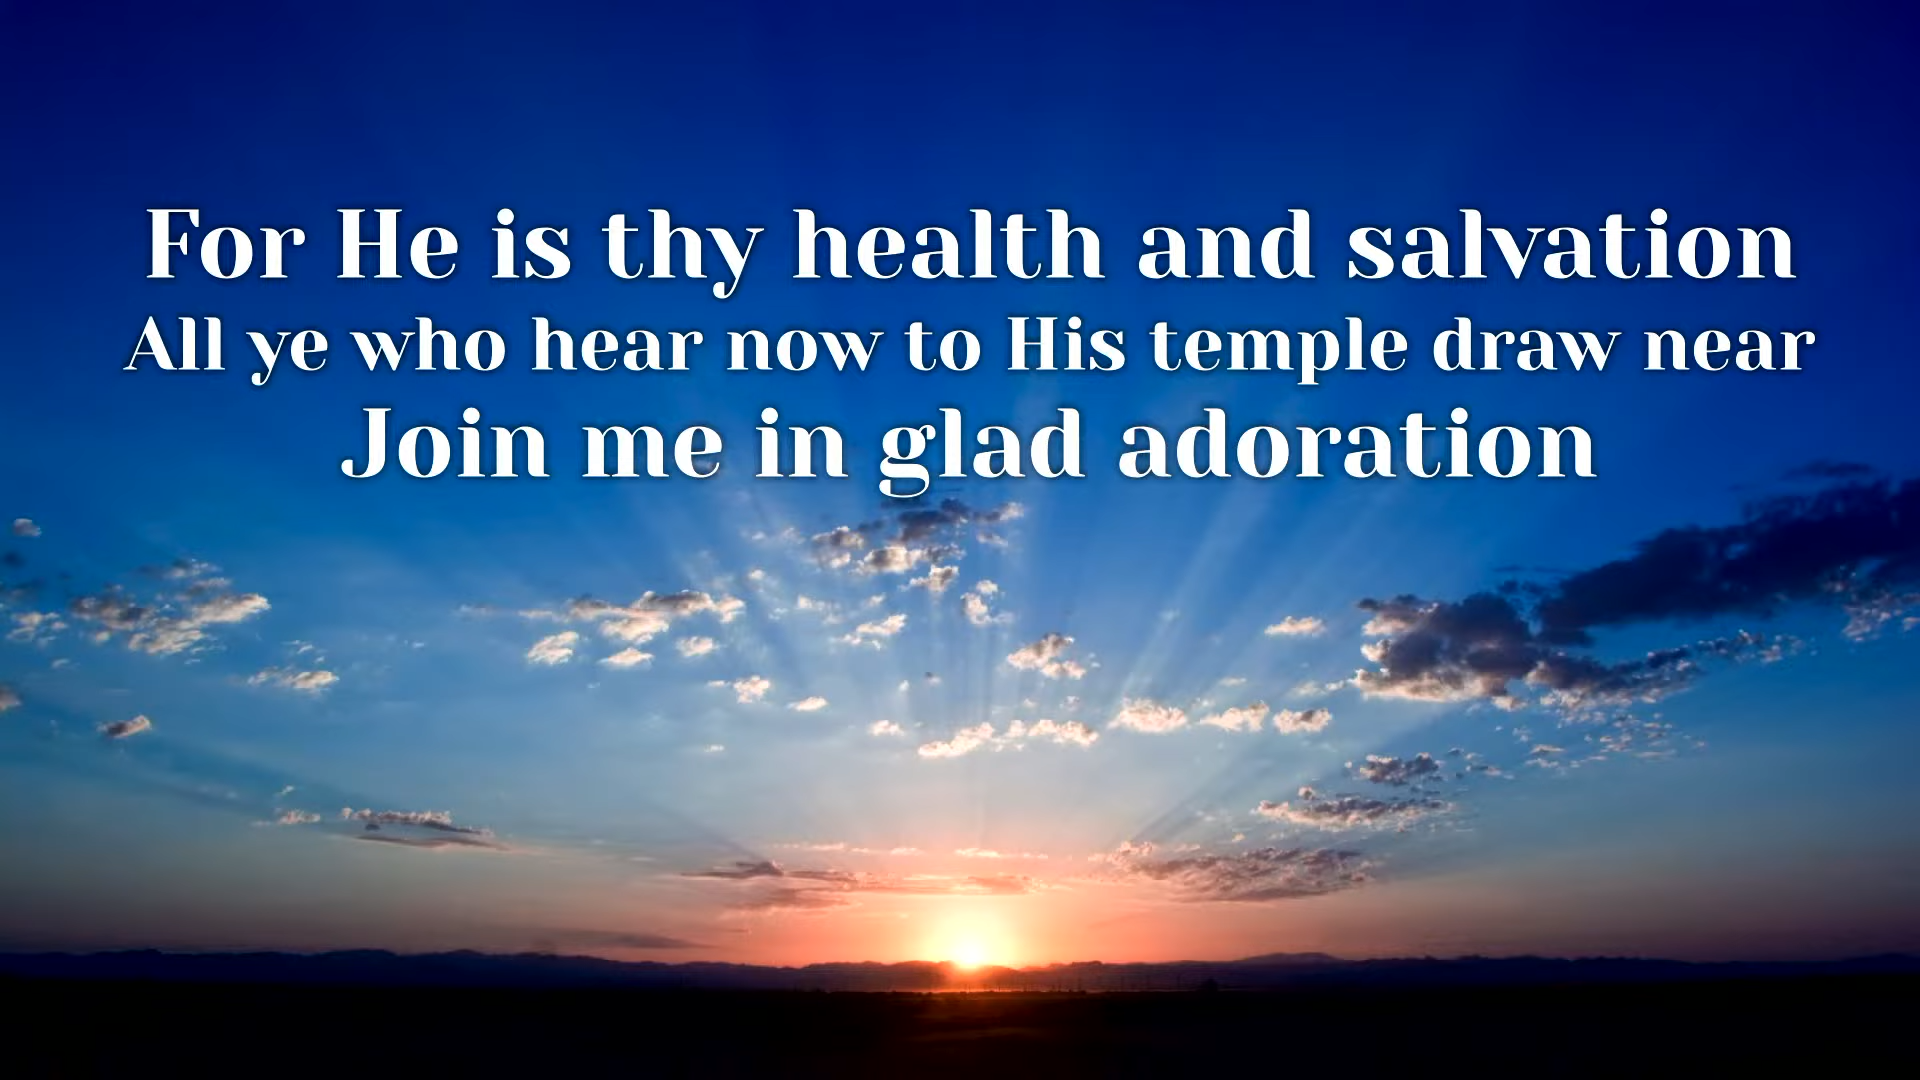 For He is thy health and salvation
All ye who hear now to His temple draw near
Join me in glad adoration